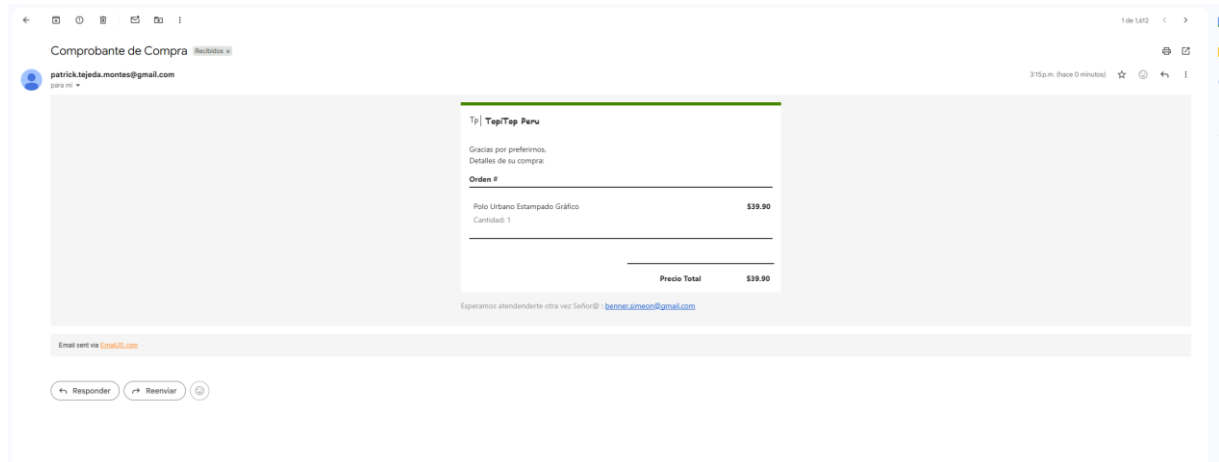 1 de 1,612
Comprobante de Compra Recibidos x
patrick.tejeda.montes@gmail.com
3:15 p.m. (hace 0 minutos)
para mí
Tp| TopiTop Peru
Gracias por preferirnos.
Detalles de su compra:
Orden #
Polo Urbano Estampado Gráfico $39.90
Cantidad: 1
Precio Total $39.90
Esperamos atendenderte otra vez Señor@ : benner.simeon@gmail.com
Email sent via EmailJS.com
Responder Reenviar